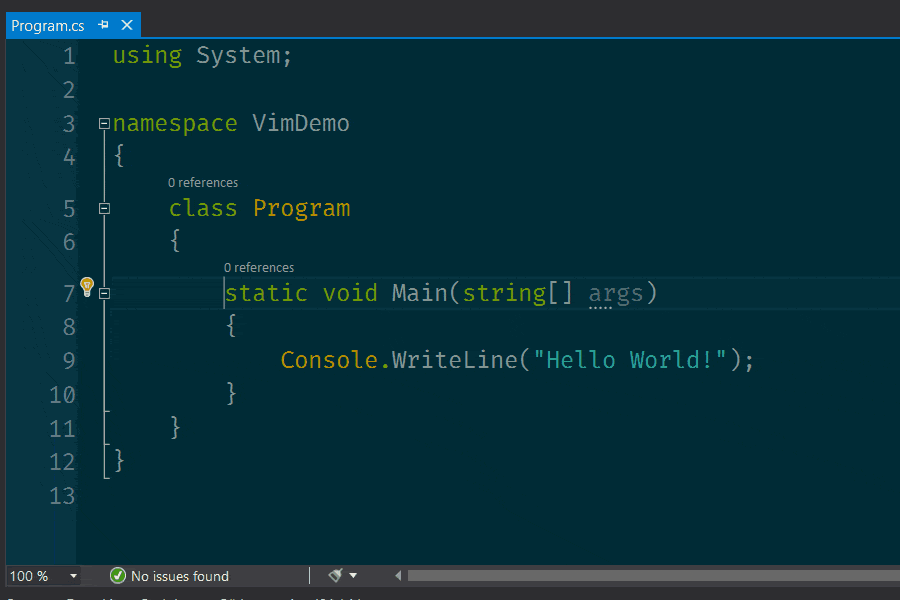 Program.cs
1 using System;
2
3 namespace VimDemo
4 {
0 references
5 class Program
6 {
0 references
7 static void Main(string[] args)
8 {
9 Console.WriteLine("Hello World!");
10 }
11 }
12 }
13
100 % No issues found